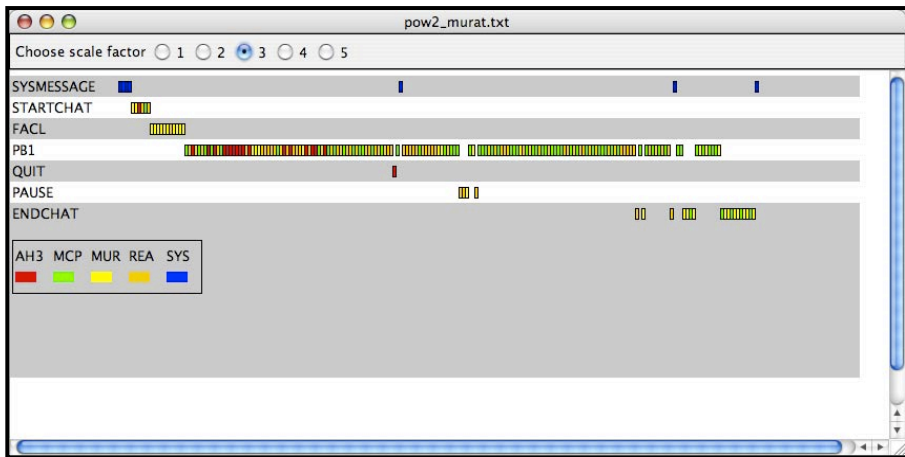 pow2_murat.txt
Choose scale factor 1 2 3 4 5
SYSMESSAGE
STARTCHAT
FACL
PB1
QUIT
PAUSE
ENDCHAT
AH3 MCP MUR REA SYS